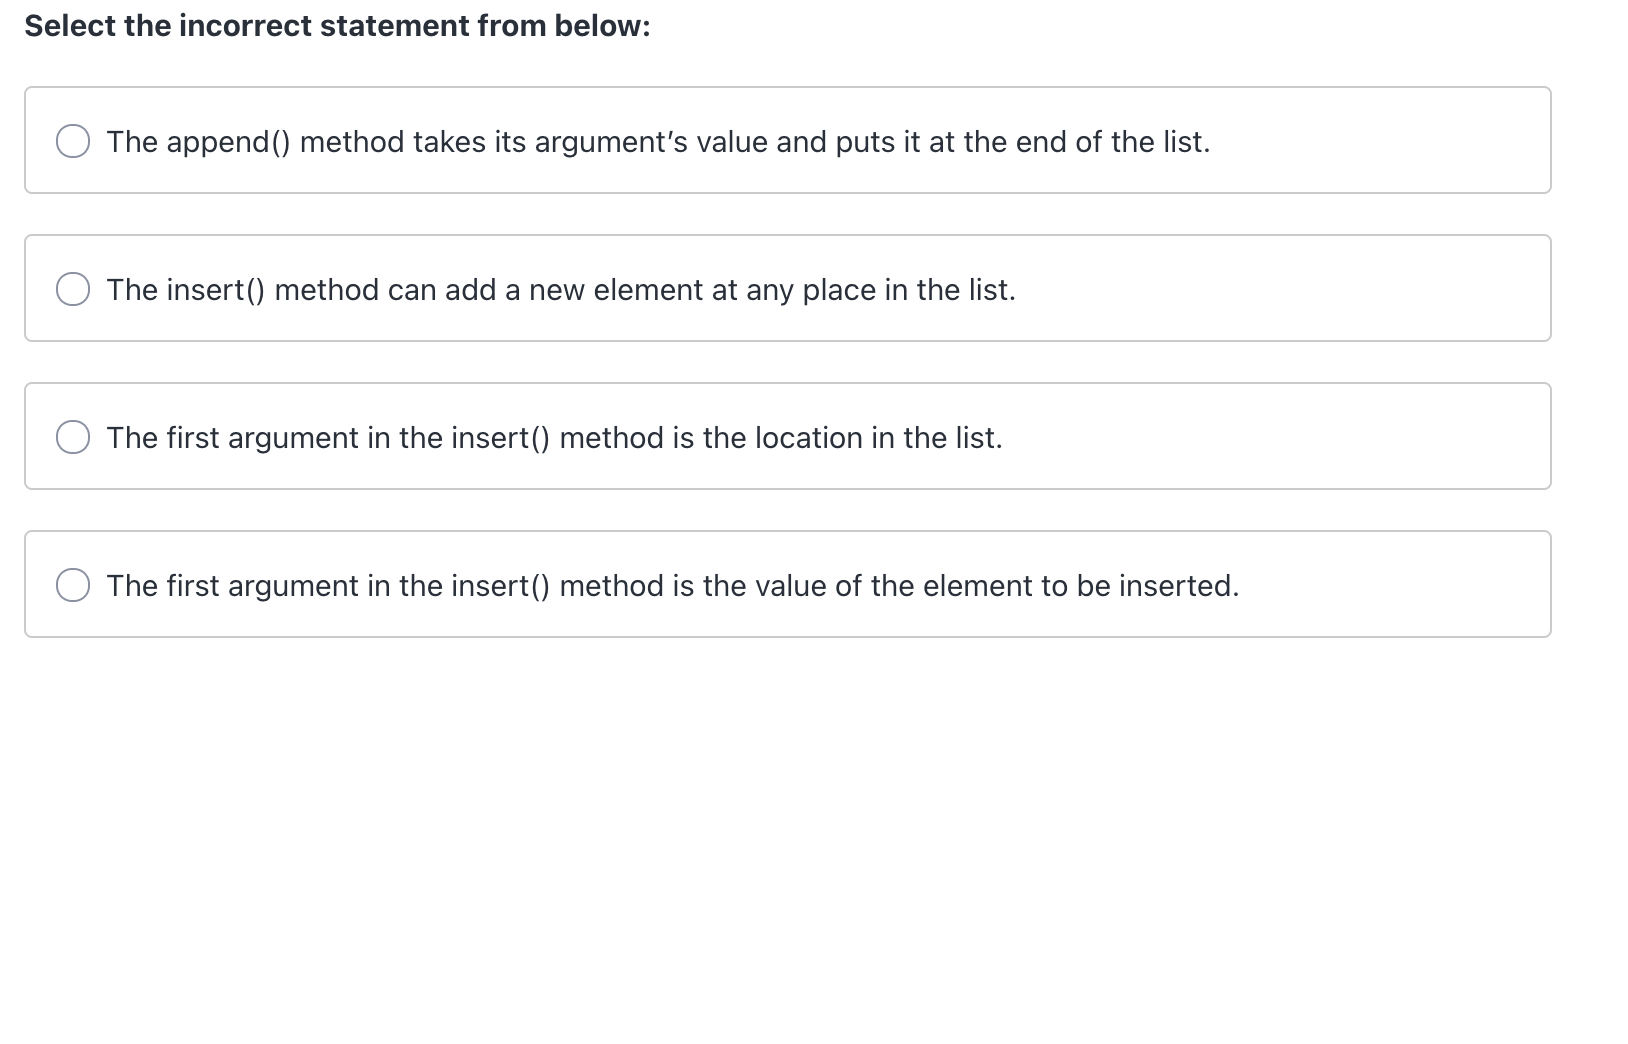 Select the incorrect statement from below:
The append() method takes its argument’s value and puts it at the end of the list.
The insert() method can add a new element at any place in the list.
The first argument in the insert() method is the location in the list.
The first argument in the insert() method is the value of the element to be inserted.